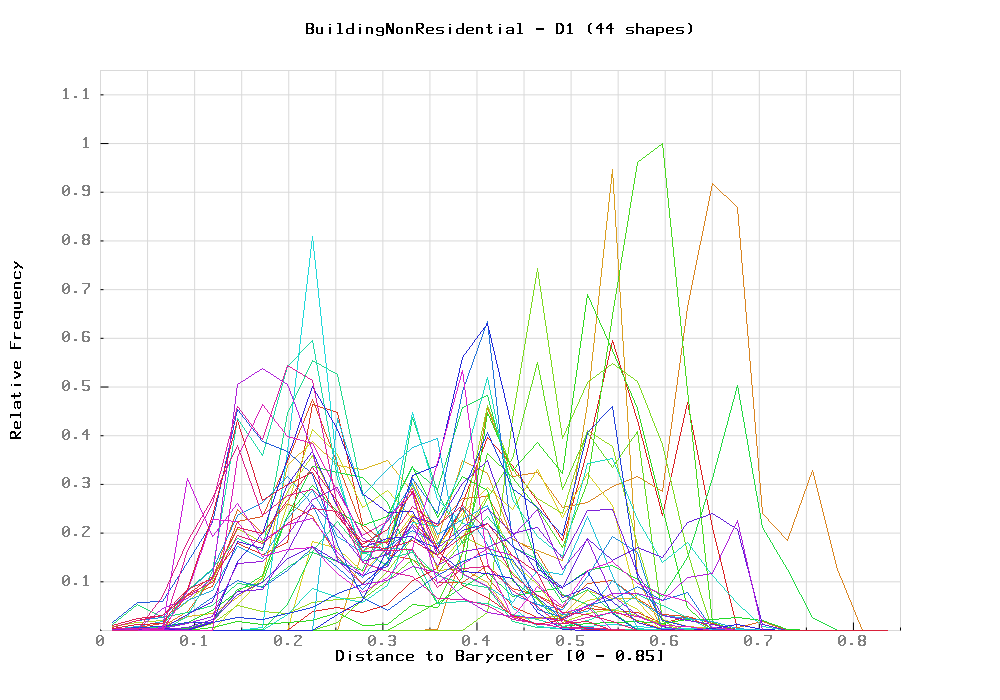 BuildingNonResidential - D1 (44 shapes)
1.1
1
0.9
0.8
0.7
0.6
0.5
0.4
0.3
0.2
0.1
0 0.1 0.2 0.3 0.4 0.5 0.6 0.7 0.8
Relative Frequency
Distance to Barycenter [0 - 0.85]